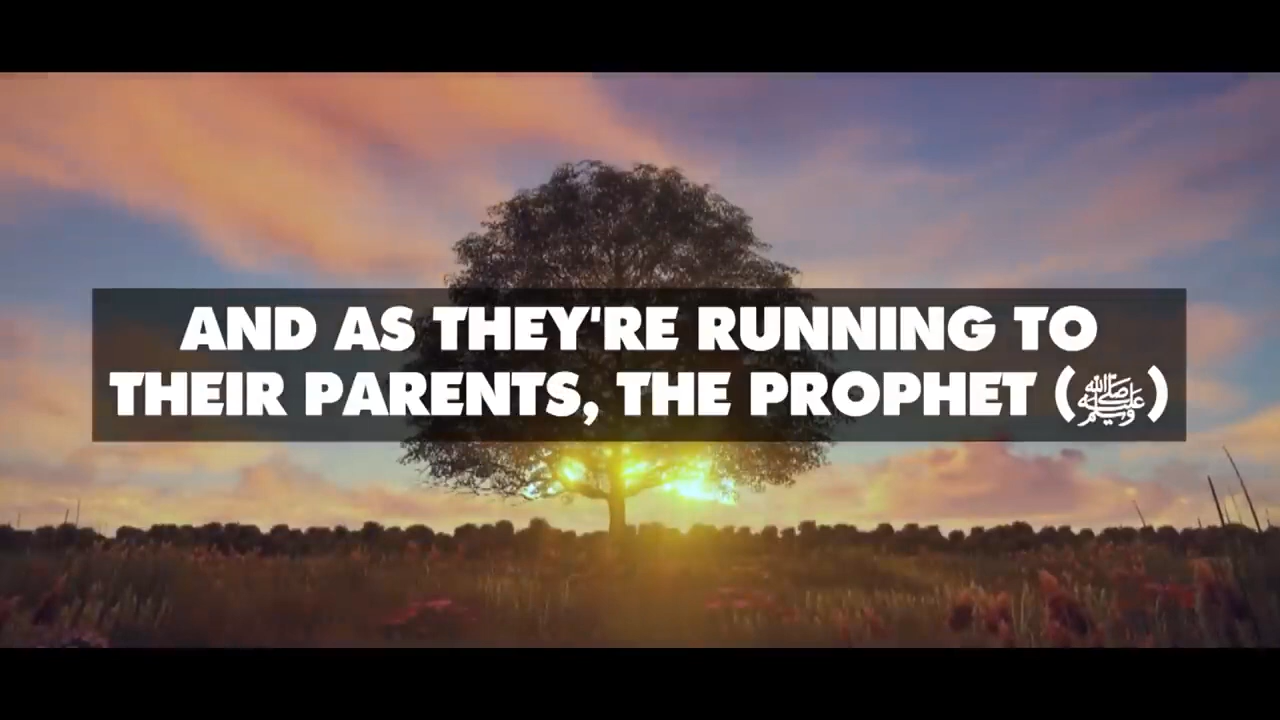 AND AS THEY'RE RUNNING TO
THEIR PARENTS, THE PROPHET (ﷺ)